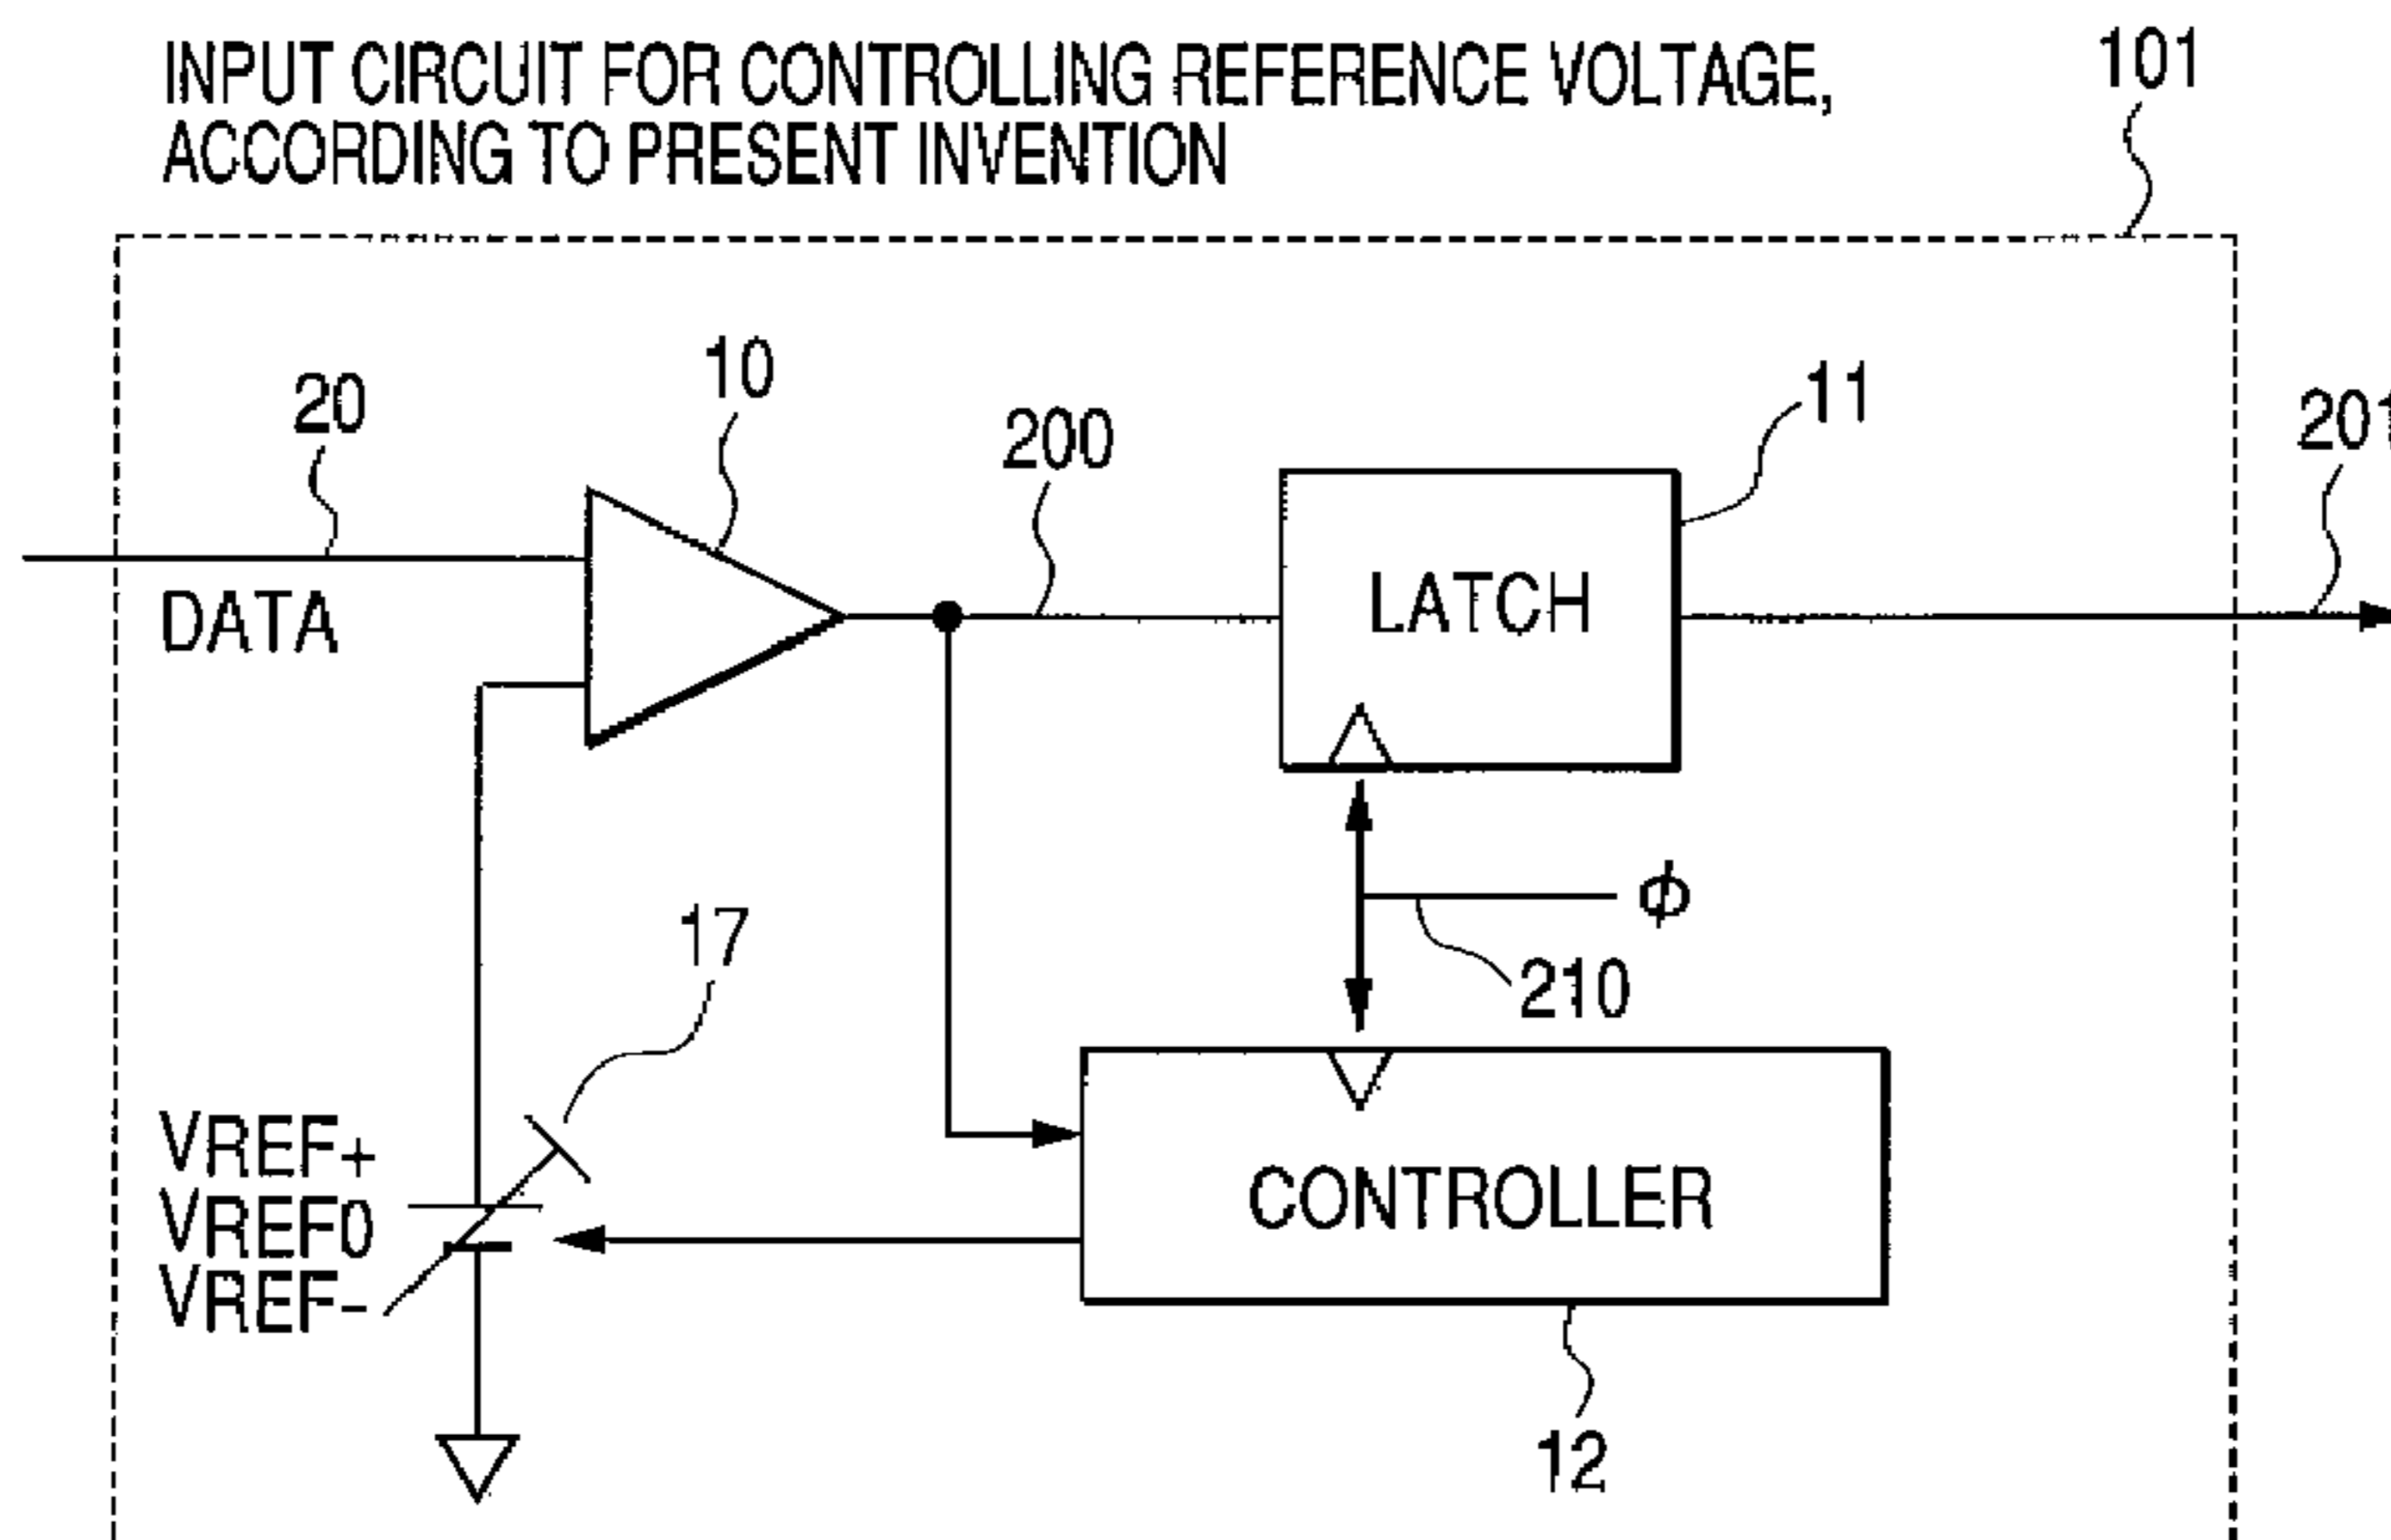 INPUT CIRCUIT FOR CONTROLLING REFERENCE VOLTAGE,
ACCORDING TO PRESENT INVENTION
101
20
10
200
11
201
DATA
LATCH
ϕ
210
17
VREF+
VREF0
VREF-
CONTROLLER
12